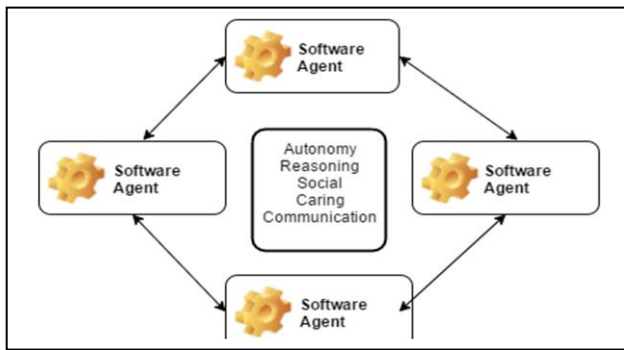 Software
Agent
Software
Agent
Autonomy
Reasoning
Social
Caring
Communication
Software
Agent
Software
Agent